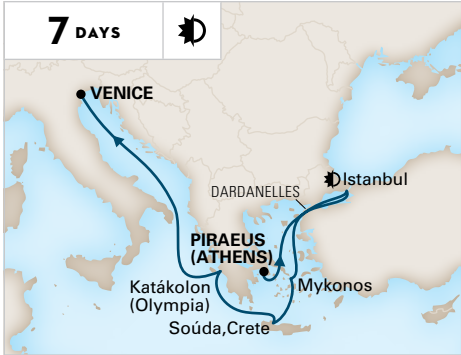 7 DAYS
VENICE
Istanbul
DARDANELLES
PIRAEUS
(ATHENS)
Mykonos
Katákolon
(Olympia)
Soúda,Crete